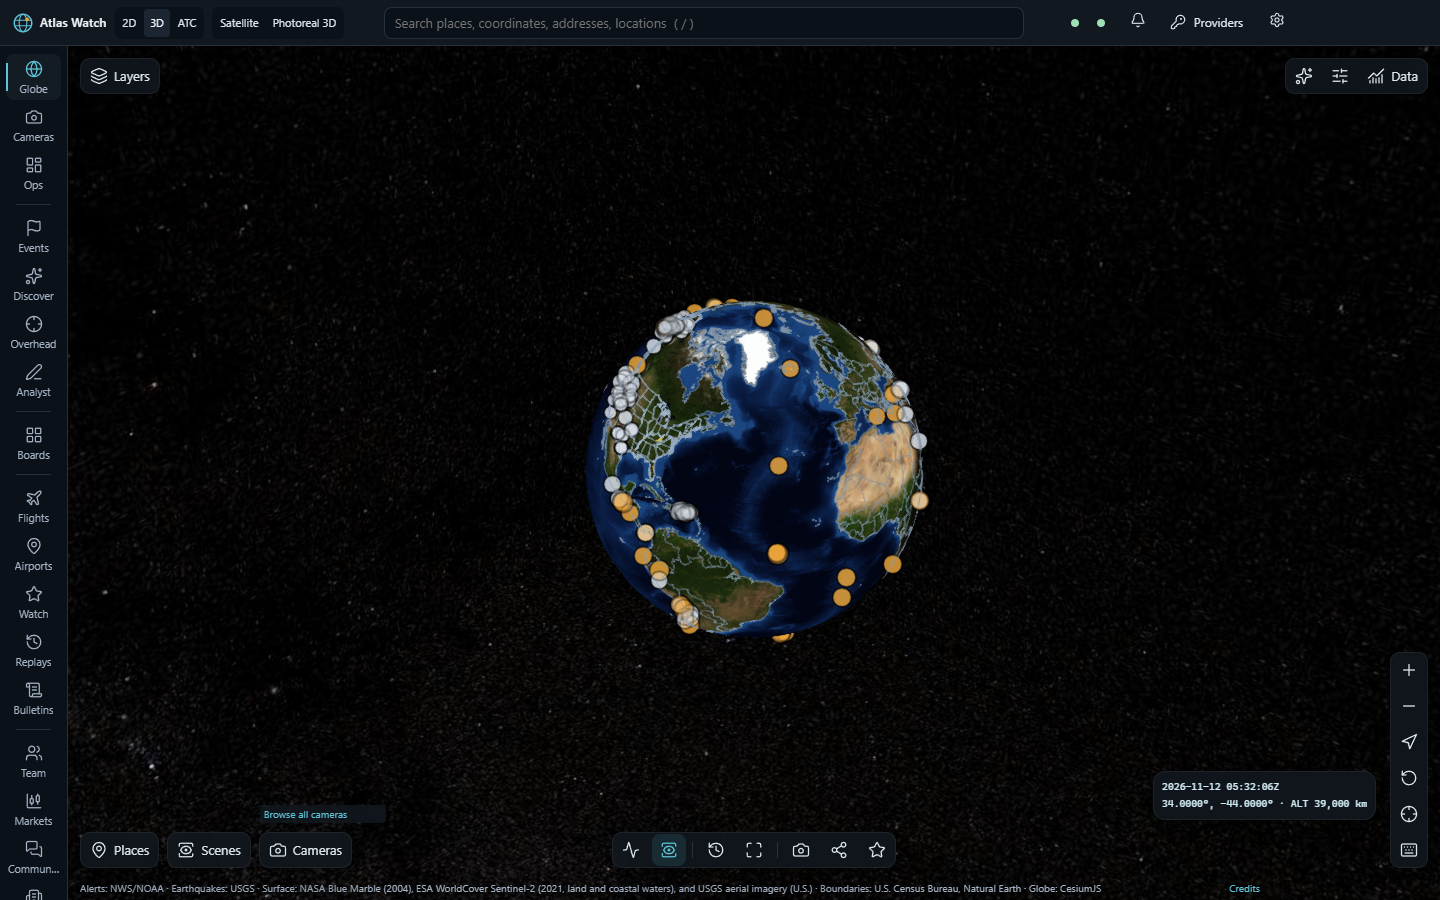 Atlas Watch
2D 3D ATC
Satellite Photoreal 3D
Search places, coordinates, addresses, locations ( / )
Providers
Globe
Cameras
Ops
Events
Discover
Overhead
Analyst
Boards
Flights
Airports
Watch
Replays
Bulletins
Team
Markets
Commun...
Layers
Data
2026-11-12 05:32:06Z
34.0000°, -44.0000° · ALT 39,000 km
Browse all cameras
Places
Scenes
Cameras
Alerts: NWS/NOAA · Earthquakes: USGS · Surface: NASA Blue Marble (2004), ESA WorldCover Sentinel-2 (2021, land and coastal waters), and USGS aerial imagery (U.S.) · Boundaries: U.S. Census Bureau, Natural Earth · Globe: CesiumJS
Credits